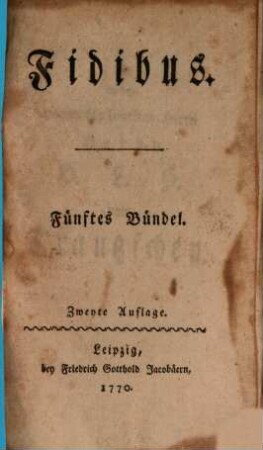 Fidibus.
Fünftes Bündel.
Zweyte Auflage.
Leipzig,
bey Friedrich Gotthold Jacobäern,
1770.